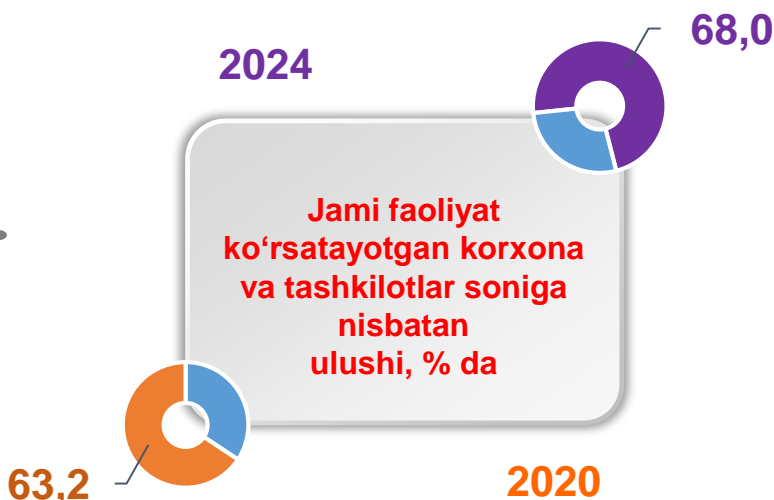 68,0
2024
Jami faoliyat
ko‘rsatayotgan korxona
va tashkilotlar soniga
nisbatan
ulushi, % da
63,2
2020